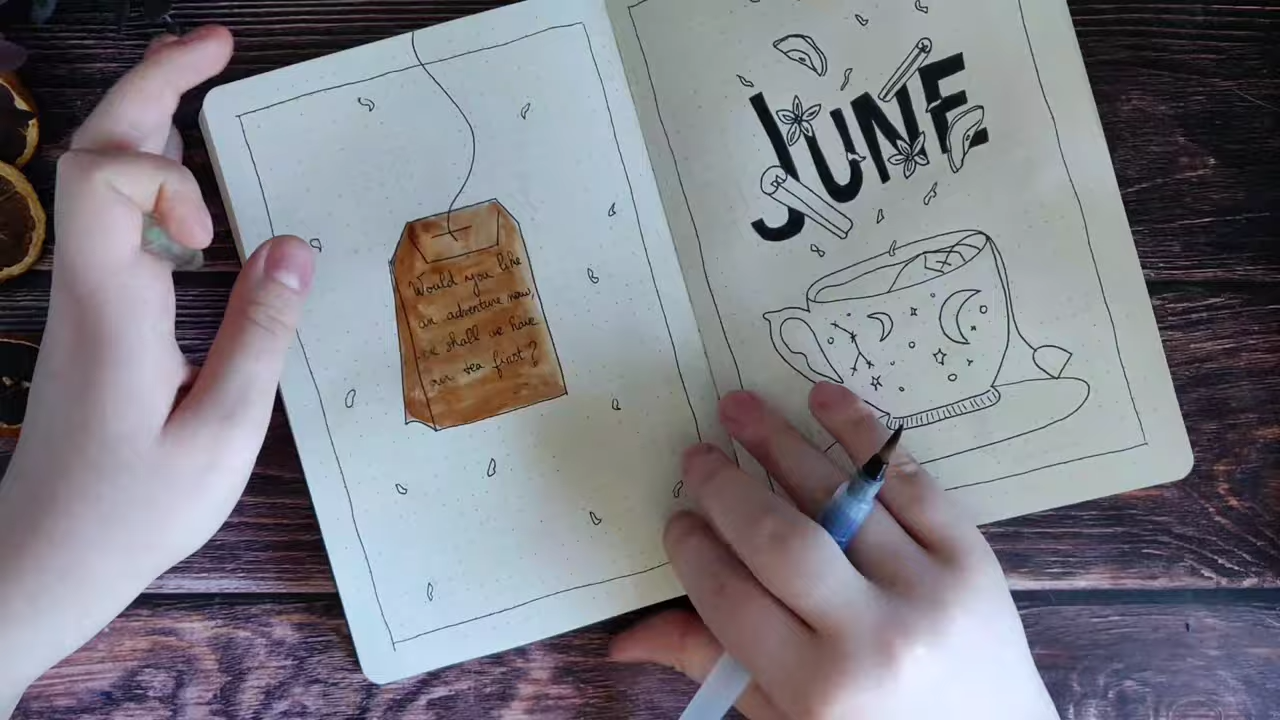 Would you like
an adventure now,
or shall we have
our tea first?
JUNE